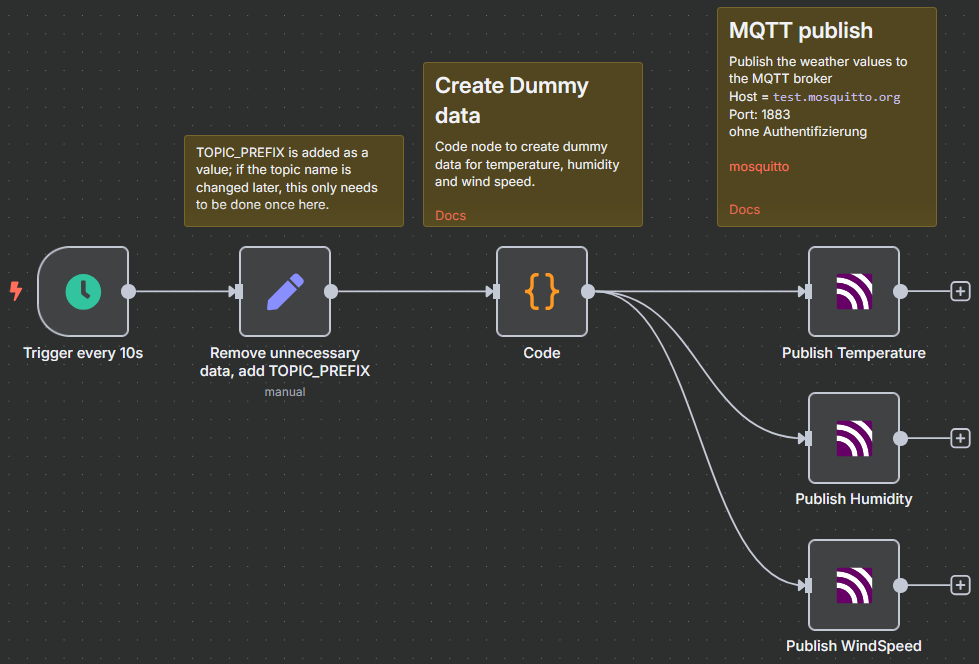 MQTT publish
Publish the weather values to
the MQTT broker
Host = test.mosquitto.org
Port: 1883
ohne Authentifizierung
mosquitto
Docs
Create Dummy
data
Code node to create dummy
data for temperature, humidity
and wind speed.
Docs
TOPIC_PREFIX is added as a
value; if the topic name is
changed later, this only needs
to be done once here.
Trigger every 10s
Remove unnecessary
data, add TOPIC_PREFIX
manual
{}
Code
Publish Temperature
Publish Humidity
Publish WindSpeed